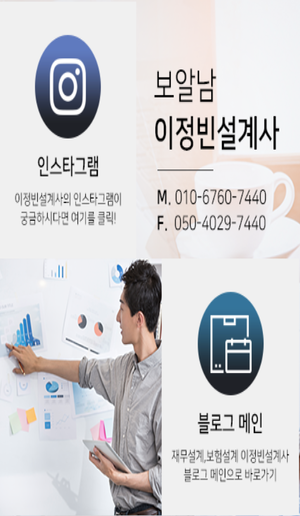 보알남
이정빈설계사
M. 010-6760-7440
F. 050-4029-7440
인스타그램
이정빈설계사의 인스타그램이
궁금하시다면 여기를 클릭!
블로그 메인
재무설계,보험설계 이정빈설계사
블로그 메인으로 바로가기